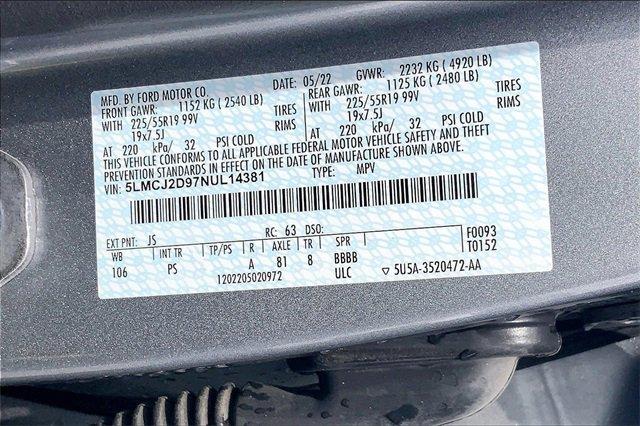 MFD. BY FORD MOTOR CO. DATE: 05/22 GVWR: 2232 KG ( 4920 LB)
FRONT GAWR: 1152 KG ( 2540 LB) REAR GAWR: 1125 KG ( 2480 LB)
WITH 225/55R19 99V TIRES WITH 225/55R19 99V TIRES
19x7.5J RIMS 19x7.5J RIMS
AT 220 kPa/ 32 PSI COLD AT 220 kPa/ 32 PSI COLD
THIS VEHICLE CONFORMS TO ALL APPLICABLE FEDERAL MOTOR VEHICLE SAFETY AND THEFT
PREVENTION STANDARDS IN EFFECT ON THE DATE OF MANUFACTURE SHOWN ABOVE.
VIN: 5LMCJ2D97NUL14381 TYPE: MPV
EXT PNT: JS RC: 63 DSO: F0093
WB INT TR TP/PS R AXLE TR SPR T0152
106 PS A 81 8 BBBB
1202205020972 ULC ▽ 5U5A-3520472-AA